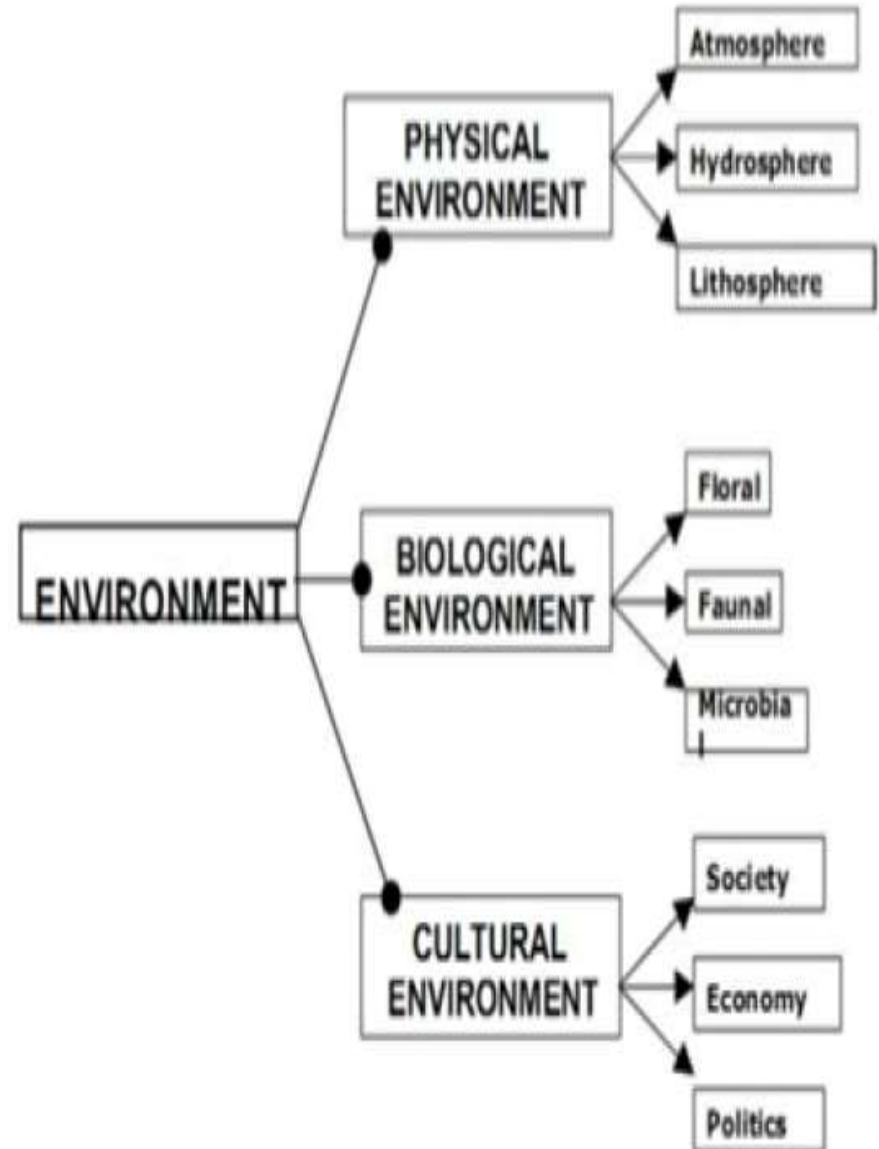 Atmosphere
PHYSICAL
ENVIRONMENT
Hydrosphere
Lithosphere
Floral
BIOLOGICAL
ENVIRONMENT
ENVIRONMENT
Faunal
Microbia
l
Society
CULTURAL
ENVIRONMENT
Economy
Politics